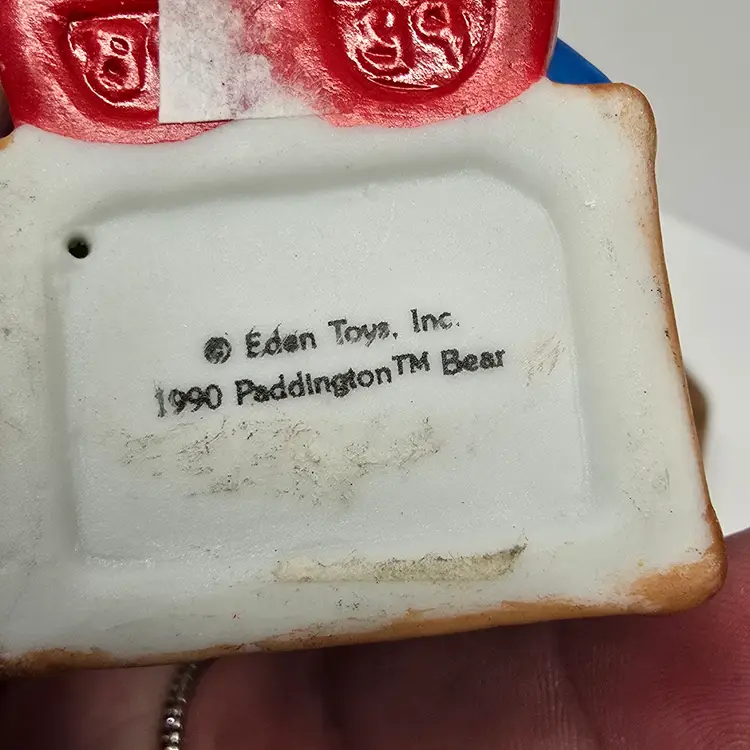 © Eden Toys, Inc.
1990 Paddington™ Bear